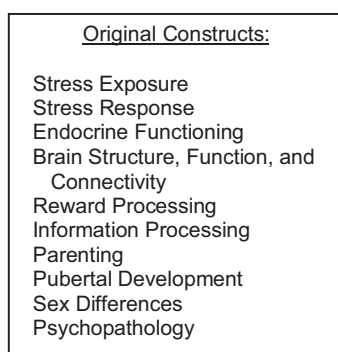 Original Constructs:
Stress Exposure
Stress Response
Endocrine Functioning
Brain Structure, Function, and
Connectivity
Reward Processing
Information Processing
Parenting
Pubertal Development
Sex Differences
Psychopathology